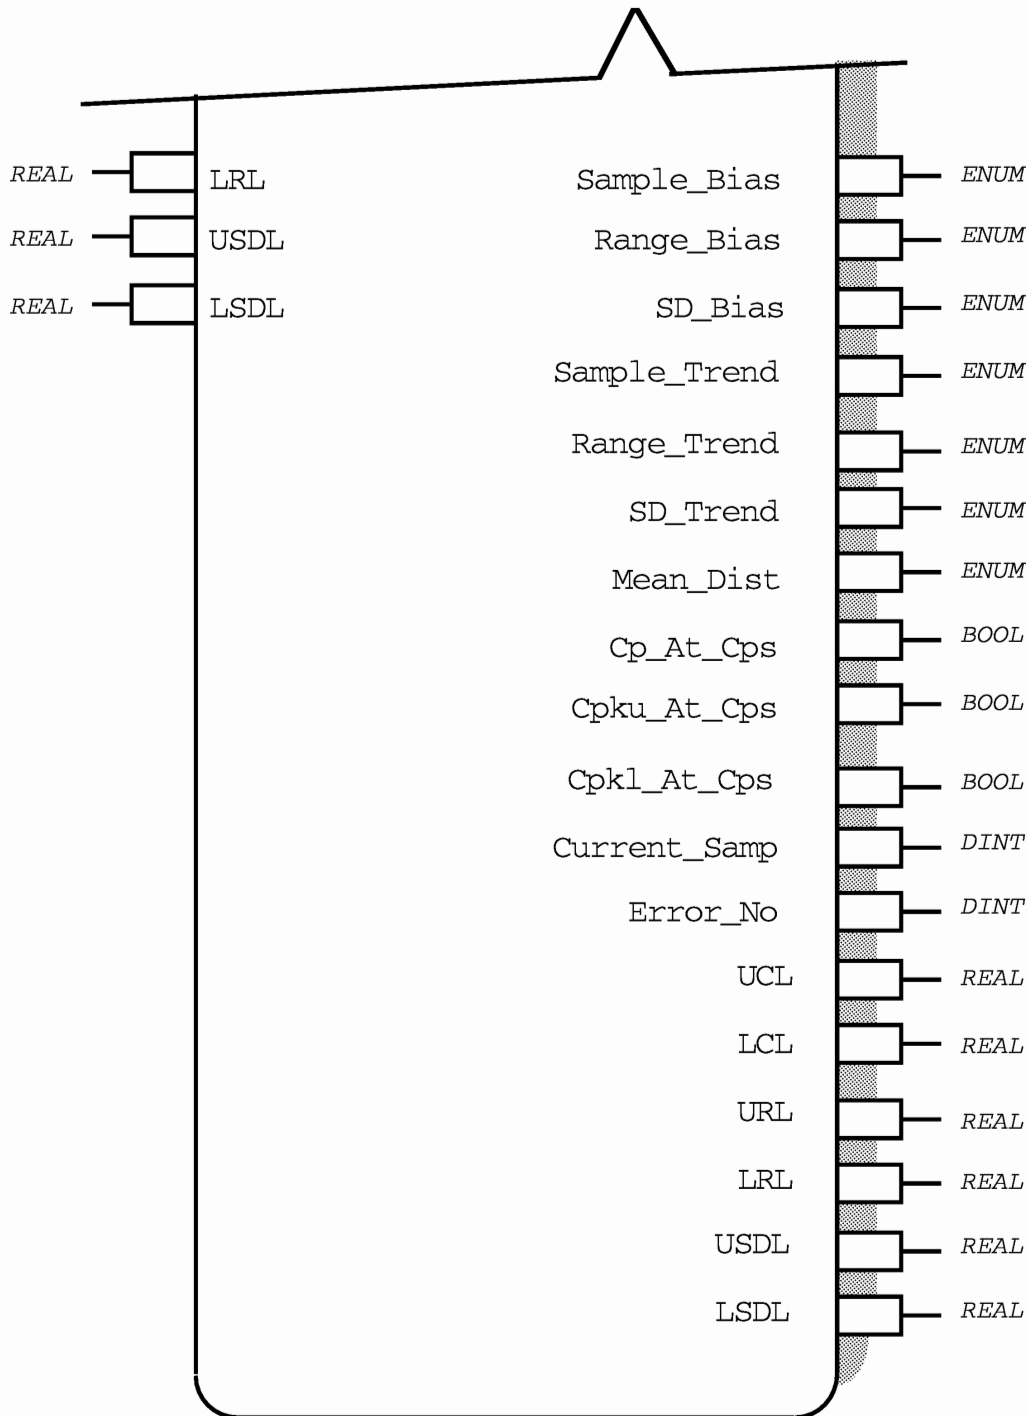 REAL LRL Sample_Bias ENUM
REAL USDL Range_Bias ENUM
REAL LSDL SD_Bias ENUM
Sample_Trend ENUM
Range_Trend ENUM
SD_Trend ENUM
Mean_Dist ENUM
Cp_At_Cps BOOL
Cpku_At_Cps BOOL
Cpkl_At_Cps BOOL
Current_Samp DINT
Error_No DINT
UCL REAL
LCL REAL
URL REAL
LRL REAL
USDL REAL
LSDL REAL